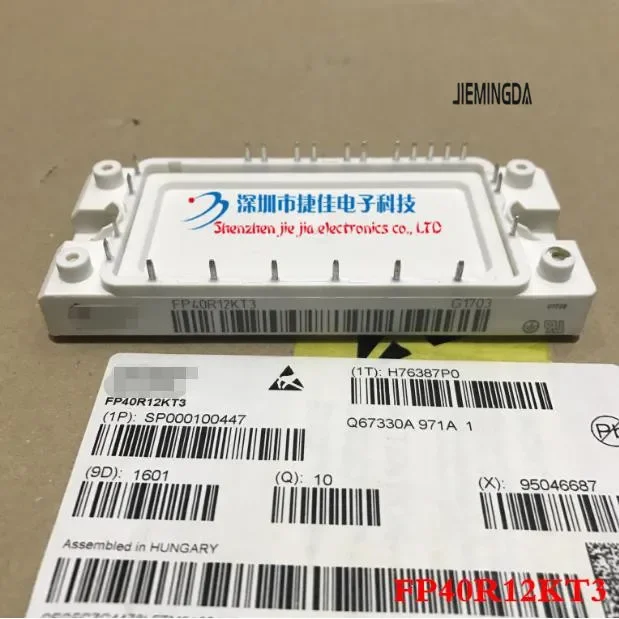 JIEMINGDA
深圳市捷佳电子科技
Shenzhen jie jia electronics co., LTD
FP40R12KT3
G1703
FP40R12KT3
(1P): SP000100447
(1T): H76387P0
Q67330A 971A 1
(9D): 1601
(Q): 10
(X): 95046687
Assembled in HUNGARY
FP40R12KT3